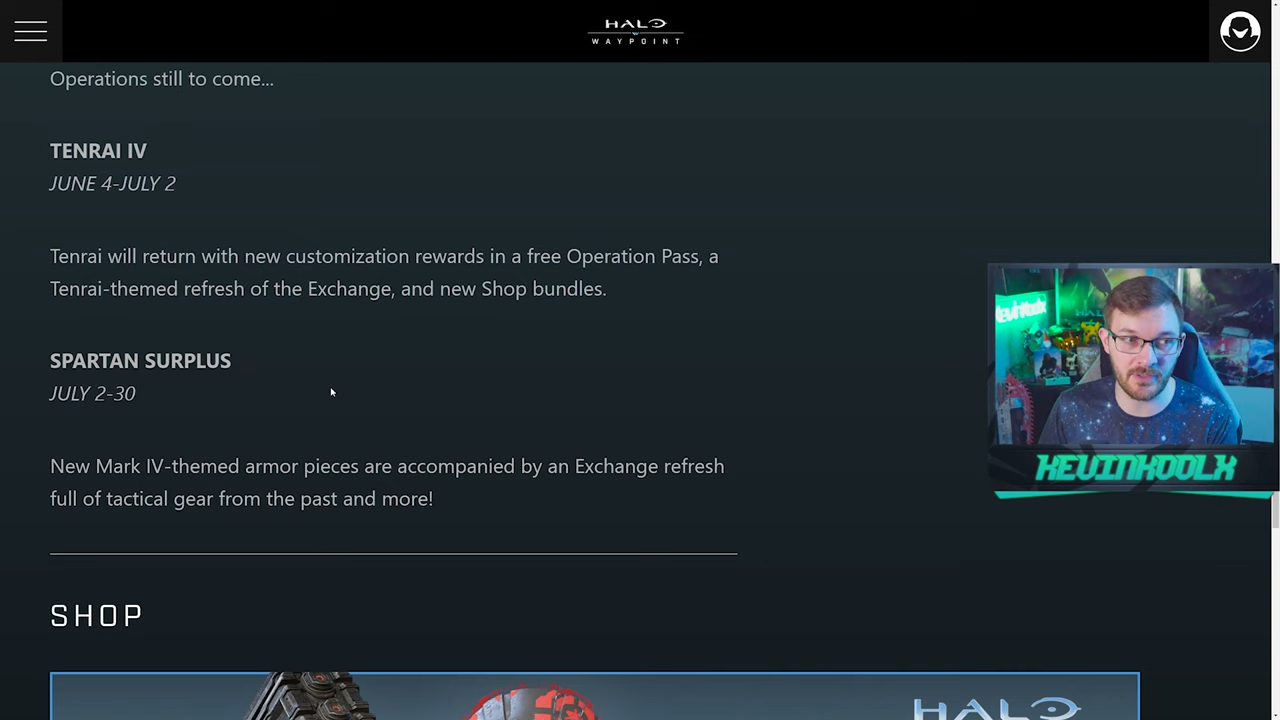 HALO
WAYPOINT
Operations still to come...
TENRAI IV
JUNE 4-JULY 2
Tenrai will return with new customization rewards in a free Operation Pass, a
Tenrai-themed refresh of the Exchange, and new Shop bundles.
SPARTAN SURPLUS
JULY 2-30
New Mark IV-themed armor pieces are accompanied by an Exchange refresh
full of tactical gear from the past and more!
KevinKoolx
KEVINKOOLX
SHOP
HALO